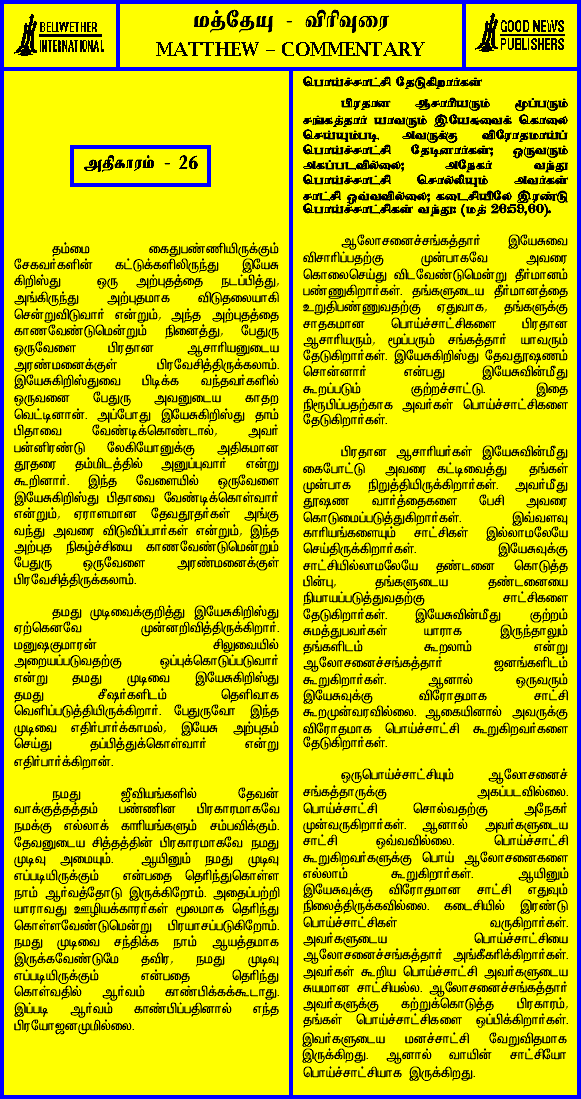 BELIWETHER
INTERNATIONAL
மத்தேயு - விரிவுரை
MATTHEW – COMMENTARY
GOOD NEWS
PUBLISHERS
அதிகாரம் - 26
தம்மை கைதுபண்ணியிருக்கும்
சேகவர்களின் கட்டுக்களிலிருந்து இயேசு
கிறிஸ்து ஒரு அற்புதத்தை நடப்பித்து,
அங்கிருந்து அற்புதமாக விடுதலையாகி
சென்றுவிடுவார் என்றும், அந்த அற்புதத்தை
காணவேண்டுமென்றும் நினைத்து, பேதுரு
ஒருவேளை பிரதான ஆசாரியனுடைய
அரண்மனைக்குள் பிரவேசித்திருக்கலாம்.
இயேசுகிறிஸ்துவை பிடிக்க வந்தவர்களில்
ஒருவனை பேதுரு அவனுடைய காதற
வெட்டினான். அப்போது இயேசுகிறிஸ்து தாம்
பிதாவை வேண்டிக்கொண்டால், அவர்
பன்னிரண்டு லேகியோனுக்கு அதிகமான
தூதரை தம்மிடத்தில் அனுப்புவார் என்று
கூறினார். இந்த வேளையில் ஒருவேளை
இயேசுகிறிஸ்து பிதாவை வேண்டிக்கொள்வார்
என்றும், ஏராளமான தேவதூதர்கள் அங்கு
வந்து அவரை விடுவிப்பார்கள் என்றும், இந்த
அற்புத நிகழ்ச்சியை காணவேண்டுமென்றும்
பேதுரு ஒருவேளை அரண்மனைக்குள்
பிரவேசித்திருக்கலாம்.
தமது முடிவைக்குறித்து இயேசுகிறிஸ்து
ஏற்கெனவே முன்னறிவித்திருக்கிறார்.
மனுஷகுமாரன் சிலுவையில்
அறையப்படுவதற்கு ஒப்புக்கொடுப்படுவார்
என்று தமது முடிவை இயேசுகிறிஸ்து
தமது சீஷர்களிடம் தெளிவாக
வெளிப்படுத்தியிருக்கிறார். பேதுருவோ இந்த
முடிவை எதிர்பார்க்காமல், இயேசு அற்புதம்
செய்து தப்பித்துக்கொள்வார் என்று
எதிர்பார்க்கிறான்.
நமது ஜீவியங்களில் தேவன்
வாக்குத்தத்தம் பண்ணின பிரகாரமாகவே
நமக்கு எல்லாக் காரியங்களும் சம்பவிக்கும்.
தேவனுடைய சித்தத்தின் பிரகாரமாகவே நமது
முடிவு அமையும். ஆயினும் நமது முடிவு
எப்படியிருக்கும் என்பதை தெரிந்துகொள்ள
நாம் ஆர்வத்தோடு இருக்கிறோம். அதைப்பற்றி
யாராவது ஊழியக்காரர்கள் மூலமாக தெரிந்து
கொள்ளவேண்டுமென்று பிரயாசப்படுகிறோம்.
நமது முடிவை சந்திக்க நாம் ஆயத்தமாக
இருக்கவேண்டுமே தவிர, நமது முடிவு
எப்படியிருக்கும் என்பதை தெரிந்து
கொள்வதில் ஆர்வம் காண்பிக்கக்கூடாது.
இப்படி ஆர்வம் காண்பிப்பதினால் எந்த
பிரயோஜனமுமில்லை.
பொய்ச்சாட்சி தேடுகிறார்கள்
பிரதான ஆசாரியரும் மூப்பரும்
சங்கத்தார் யாவரும் இயேசுவைக் கொலை
செய்யும்படி, அவருக்கு விரோதமாய்ப்
பொய்ச்சாட்சி தேடினார்கள்; ஒருவரும்
அகப்படவில்லை; அநேகர் வந்து
பொய்ச்சாட்சி சொல்லியும் அவர்கள்
சாட்சி ஒவ்வவில்லை; கடைசியிலே இரண்டு
பொய்ச்சாட்சிகள் வந்து: (மத் 26:59,60).
ஆலோசனைச்சங்கத்தார் இயேசுவை
விசாரிப்பதற்கு முன்பாகவே அவரை
கொலைசெய்து விடவேண்டுமென்று தீர்மானம்
பண்ணுகிறார்கள். தங்களுடைய தீர்மானத்தை
உறுதிபண்ணுவதற்கு ஏதுவாக, தங்களுக்கு
சாதகமான பொய்ச்சாட்சிகளை பிரதான
ஆசாரியரும், மூப்பரும் சங்கத்தார் யாவரும்
தேடுகிறார்கள். இயேசுகிறிஸ்து தேவதூஷணம்
சொன்னார் என்பது இயேசுவின்மீது
கூறப்படும் குற்றச்சாட்டு. இதை
நிரூபிப்பதற்காக அவர்கள் பொய்ச்சாட்சிகளை
தேடுகிறார்கள்.
பிரதான ஆசாரியர்கள் இயேசுவின்மீது
கைபோட்டு அவரை கட்டிவைத்து தங்கள்
முன்பாக நிறுத்தியிருக்கிறார்கள். அவர்மீது
தூஷண வார்த்தைகளை பேசி அவரை
கொடுமைப்படுத்துகிறார்கள். இவ்வளவு
காரியங்களையும் சாட்சிகள் இல்லாமலேயே
செய்திருக்கிறார்கள். இயேசுவுக்கு
சாட்சியில்லாமலேயே தண்டனை கொடுத்த
பின்பு, தங்களுடைய தண்டனையை
நியாயப்படுத்துவதற்கு சாட்சிகளை
தேடுகிறார்கள். இயேசுவின்மீது குற்றம்
சுமத்துபவர்கள் யாராக இருந்தாலும்
தங்களிடம் கூறலாம் என்று
ஆலோசனைச்சங்கத்தார் ஜனங்களிடம்
கூறுகிறார்கள். ஆனால் ஒருவரும்
இயேசுவுக்கு விரோதமாக சாட்சி
கூறமுன்வரவில்லை. ஆகையினால் அவருக்கு
விரோதமாக பொய்ச்சாட்சி கூறுகிறவர்களை
தேடுகிறார்கள்.
ஒருபொய்ச்சாட்சியும் ஆலோசனைச்
சங்கத்தாருக்கு அகப்படவில்லை.
பொய்ச்சாட்சி சொல்வதற்கு அநேகர்
முன்வருகிறார்கள். ஆனால் அவர்களுடைய
சாட்சி ஒவ்வவில்லை. பொய்ச்சாட்சி
கூறுகிறவர்களுக்கு பொய் ஆலோசனைகளை
எல்லாம் கூறுகிறார்கள். ஆயினும்
இயேசுவுக்கு விரோதமான சாட்சி எதுவும்
நிலைத்திருக்கவில்லை. கடைசியில் இரண்டு
பொய்ச்சாட்சிகள் வருகிறார்கள்.
அவர்களுடைய பொய்ச்சாட்சியை
ஆலோசனைச்சங்கத்தார் அங்கீகரிக்கிறார்கள்.
அவர்கள் கூறிய பொய்ச்சாட்சி அவர்களுடைய
சுயமான சாட்சியல்ல. ஆலோசனைச்சங்கத்தார்
அவர்களுக்கு கற்றுக்கொடுத்த பிரகாரம்,
தங்கள் பொய்ச்சாட்சிகளை ஒப்பிக்கிறார்கள்.
இவர்களுடைய மனச்சாட்சி வேறுவிதமாக
இருக்கிறது. ஆனால் வாயின் சாட்சியோ
பொய்ச்சாட்சியாக இருக்கிறது.